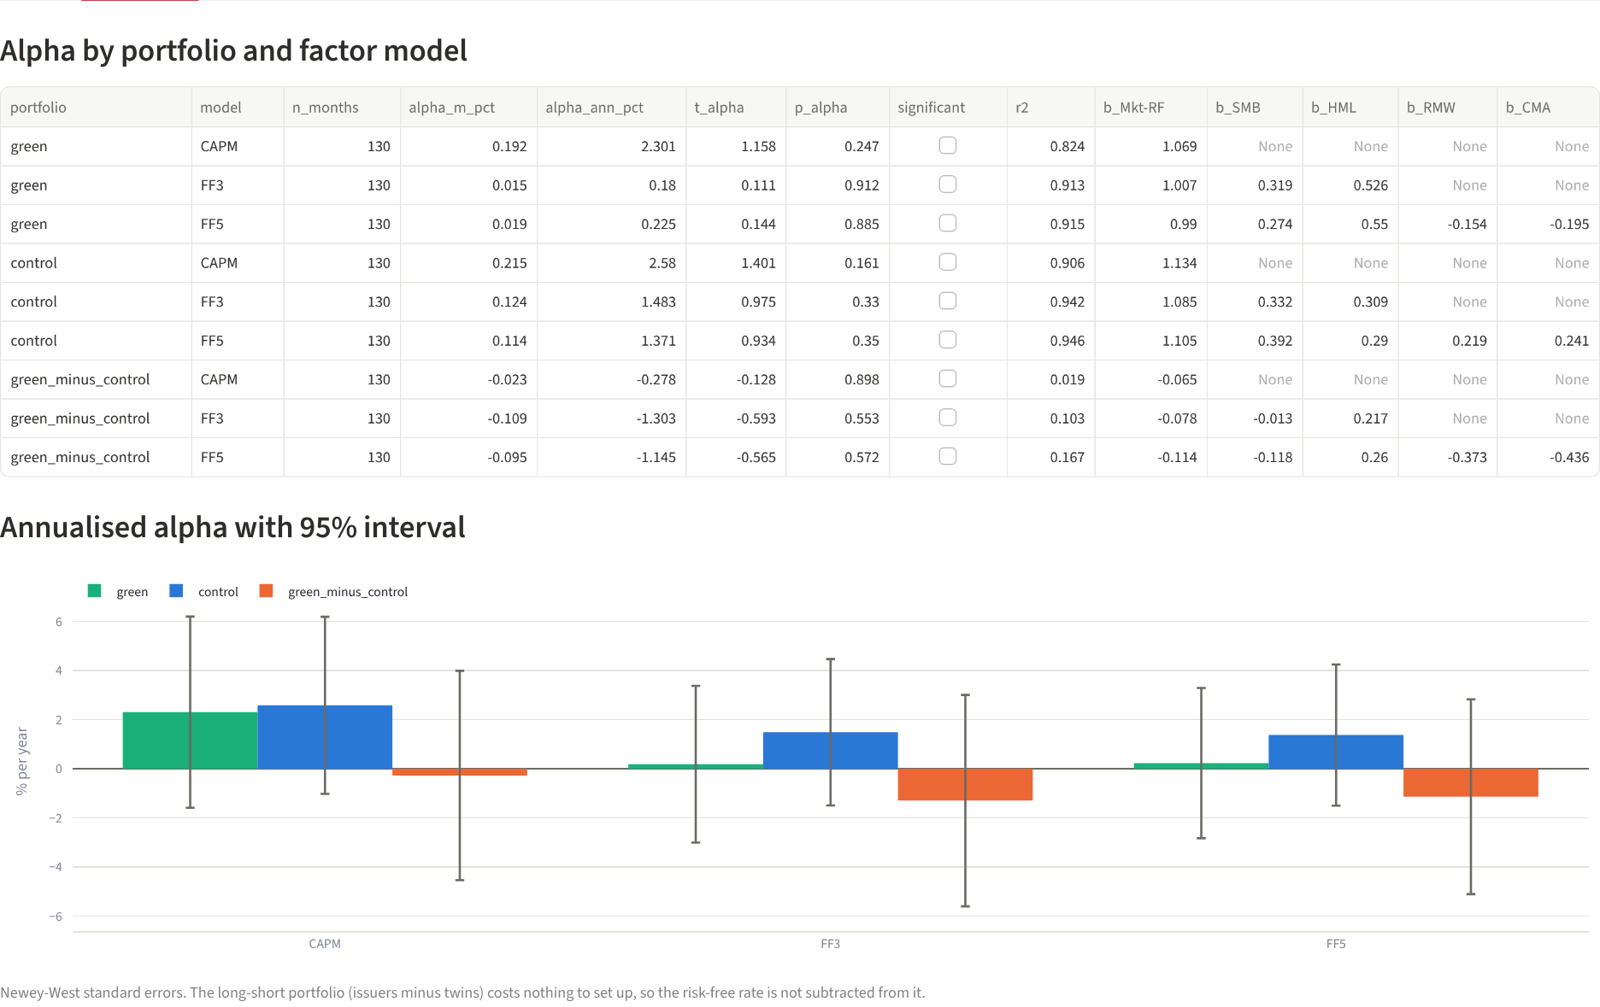 Alpha by portfolio and factor model
portfolio model n_months alpha_m_pct alpha_ann_pct t_alpha p_alpha significant r2 b_Mkt-RF b_SMB b_HML b_RMW b_CMA
green CAPM 130 0.192 2.301 1.158 0.247 0.824 1.069 None None None None
green FF3 130 0.015 0.18 0.111 0.912 0.913 1.007 0.319 0.526 None None
green FF5 130 0.019 0.225 0.144 0.885 0.915 0.99 0.274 0.55 -0.154 -0.195
control CAPM 130 0.215 2.58 1.401 0.161 0.906 1.134 None None None None
control FF3 130 0.124 1.483 0.975 0.33 0.942 1.085 0.332 0.309 None None
control FF5 130 0.114 1.371 0.934 0.35 0.946 1.105 0.392 0.29 0.219 0.241
green_minus_control CAPM 130 -0.023 -0.278 -0.128 0.898 0.019 -0.065 None None None None
green_minus_control FF3 130 -0.109 -1.303 -0.593 0.553 0.103 -0.078 -0.013 0.217 None None
green_minus_control FF5 130 -0.095 -1.145 -0.565 0.572 0.167 -0.114 -0.118 0.26 -0.373 -0.436
Annualised alpha with 95% interval
green control green_minus_control
% per year
6
4
2
0
−2
−4
−6
CAPM FF3 FF5
Newey-West standard errors. The long-short portfolio (issuers minus twins) costs nothing to set up, so the risk-free rate is not subtracted from it.